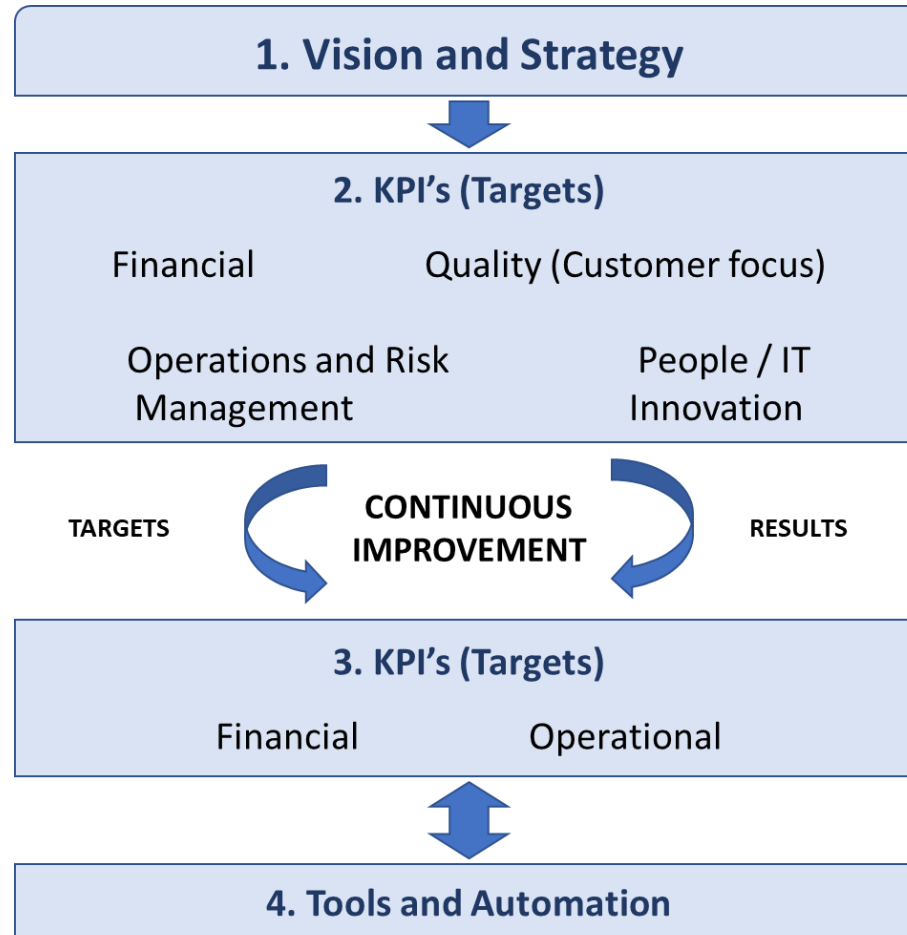 1. Vision and Strategy
2. KPI’s (Targets)
Financial
Quality (Customer focus)
Operations and Risk
Management
People / IT
Innovation
TARGETS
CONTINUOUS
IMPROVEMENT
RESULTS
3. KPI’s (Targets)
Financial
Operational
4. Tools and Automation